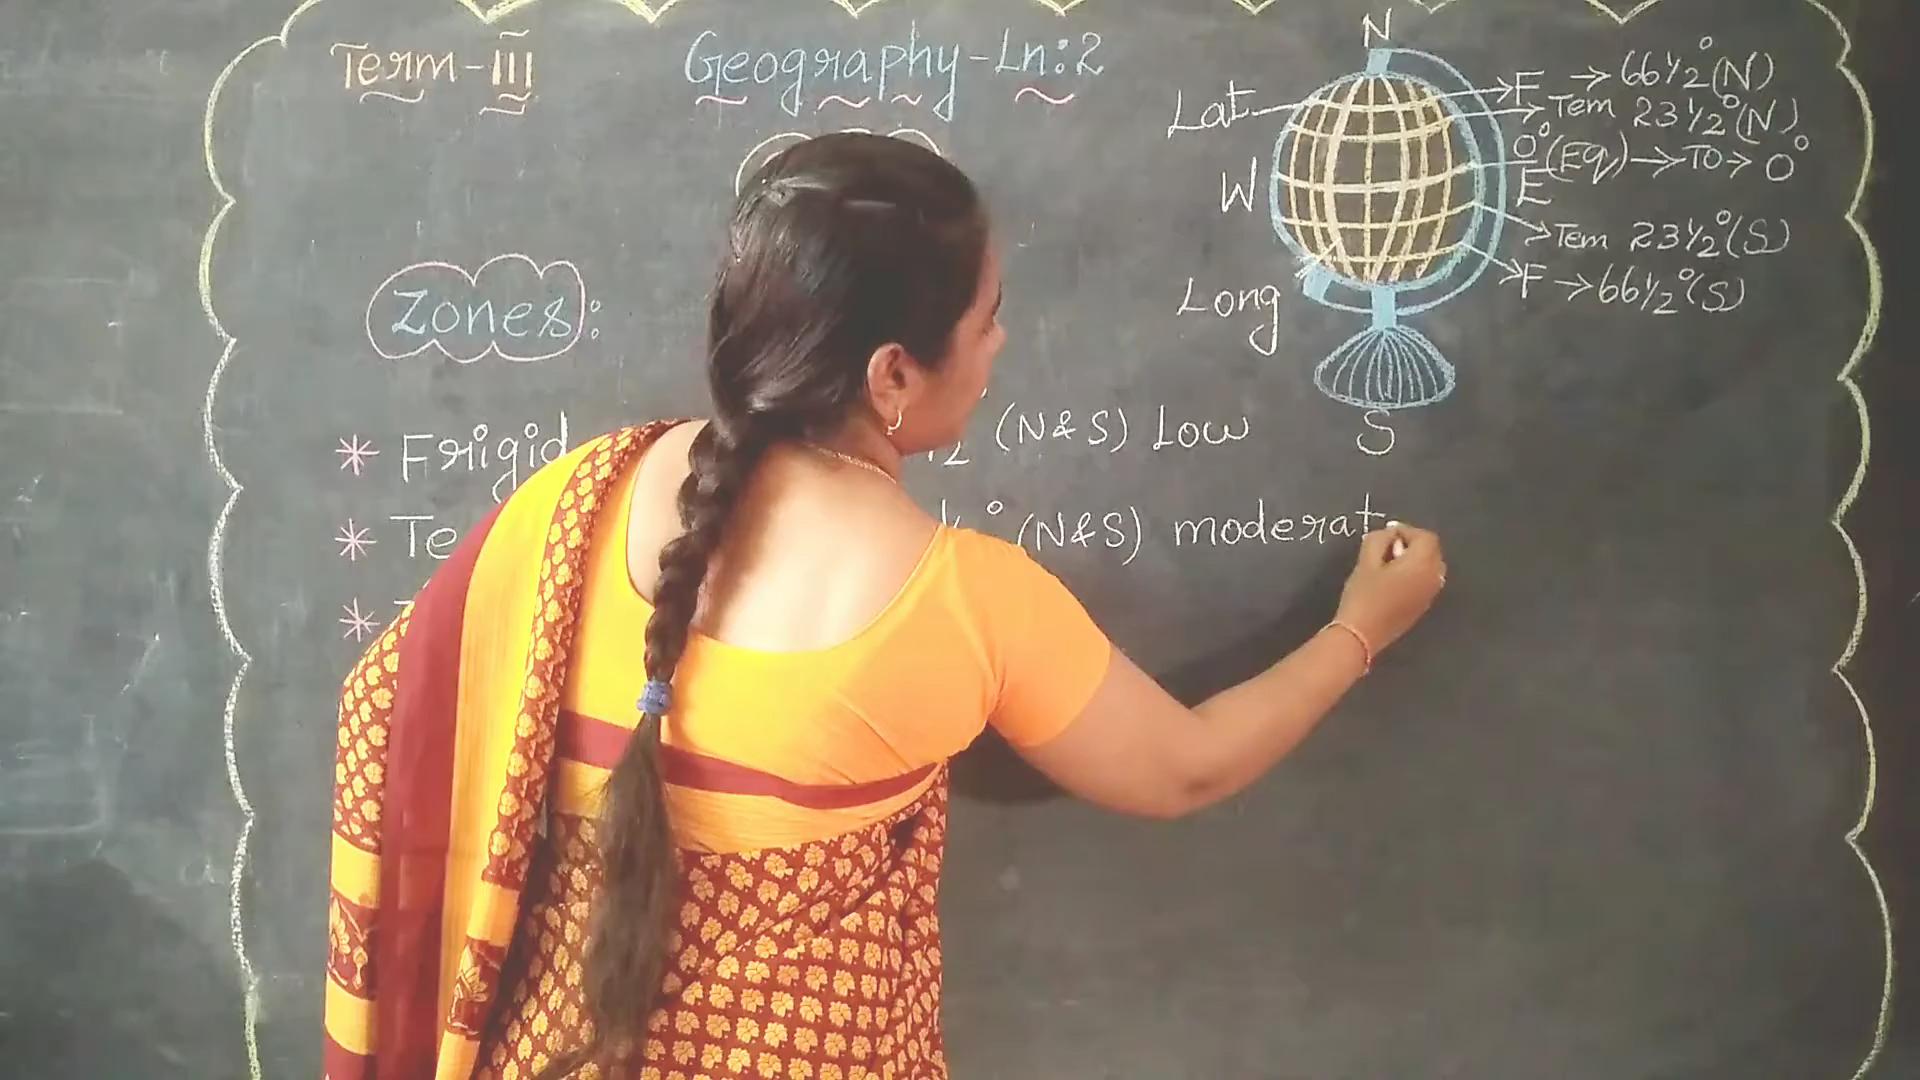 Term-III
Geography-Ln:2
N
Lat
W
Long
S
F → 66½°(N)
Tem 23½°(N)
0°(Eq) → TO → 0°
E
Tem 23½°(S)
F → 66½°(S)
Zones:
* Frigid (N&S) Low
* (N&S) moderat
*